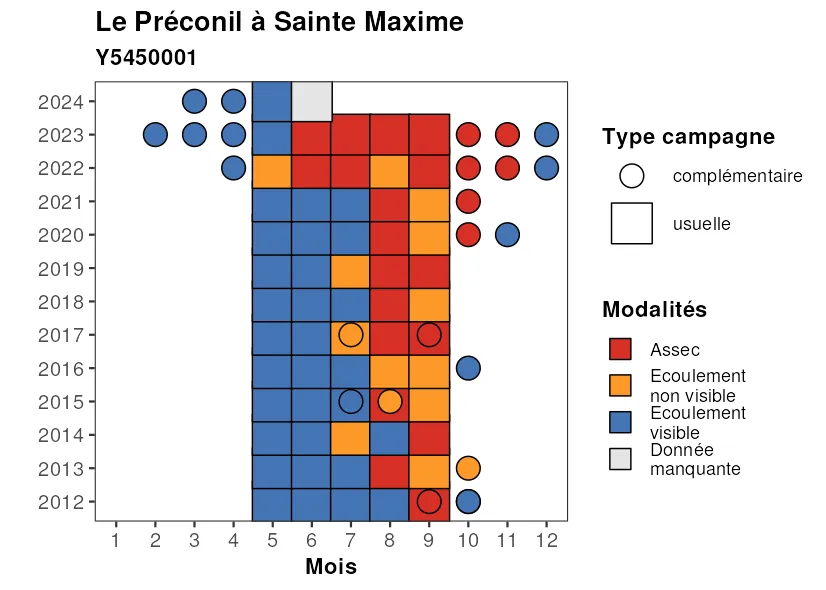 Le Préconil à Sainte Maxime
Y5450001
2024
2023
2022
2021
2020
2019
2018
2017
2016
2015
2014
2013
2012
1 2 3 4 5 6 7 8 9 10 11 12
Mois
Type campagne
complémentaire
usuelle
Modalités
Assec
Ecoulement
non visible
Ecoulement
visible
Donnée
manquante